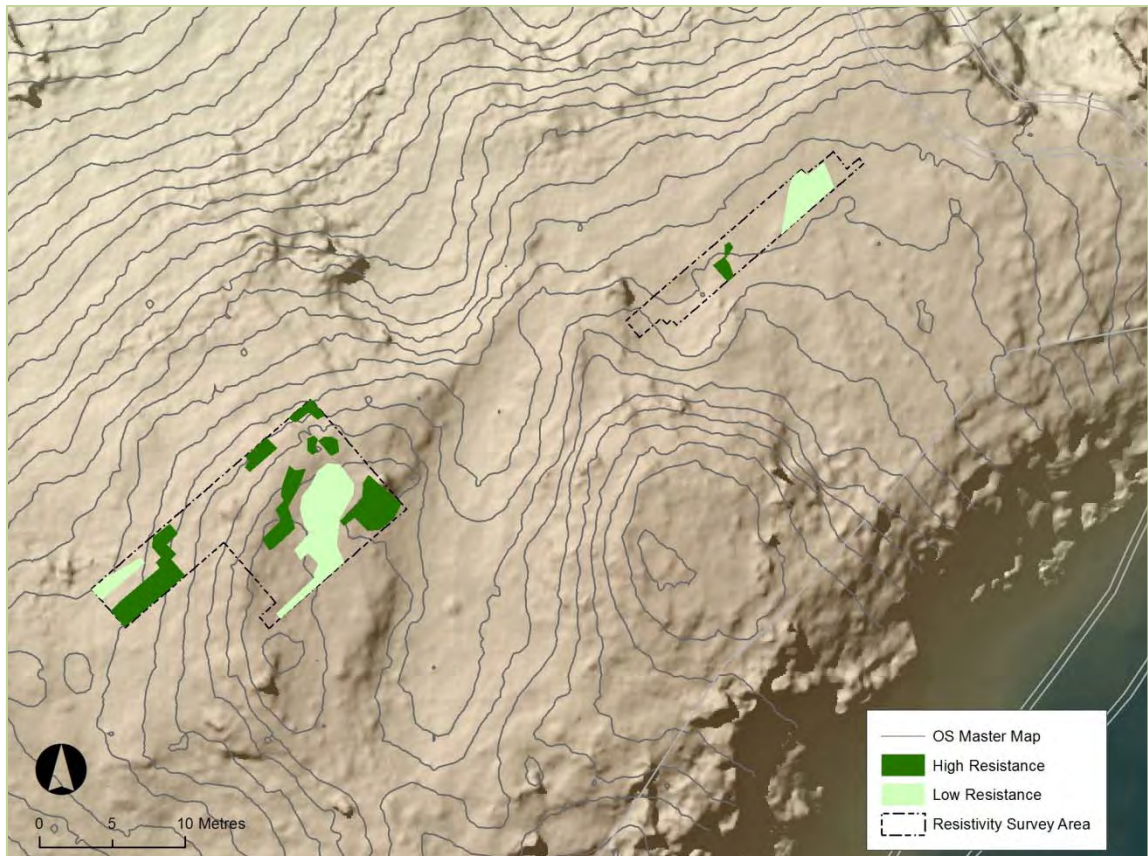 OS Master Map
High Resistance
Low Resistance
Resistivity Survey Area
0 5 10 Metres